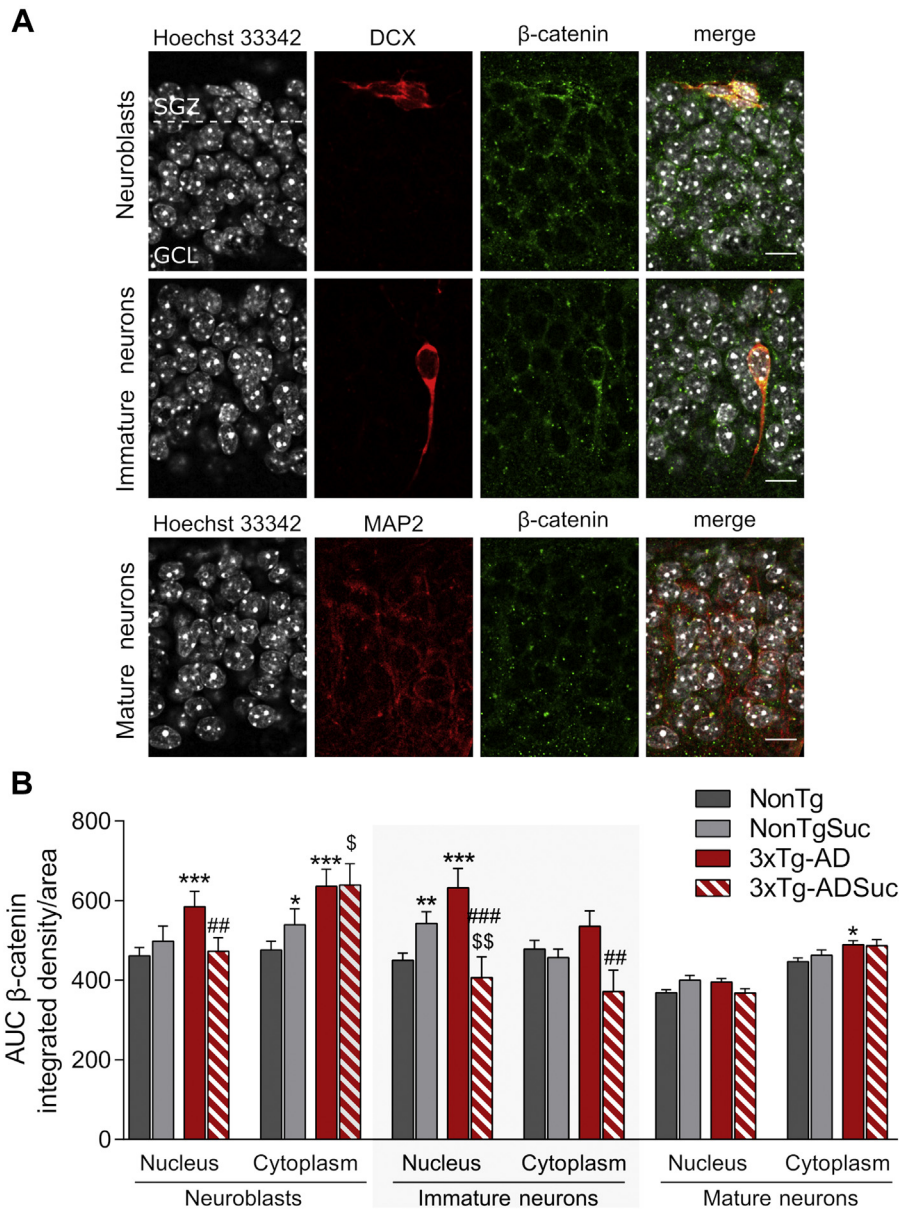 A
Hoechst 33342 DCX β-catenin merge
Neuroblasts
SGZ
GCL
Immature neurons
Hoechst 33342 MAP2 β-catenin merge
Mature neurons
B
NonTg
NonTgSuc
3xTg-AD
3xTg-ADSuc
AUC β-catenin
integrated density/area
800
600
400
200
0
***
##
*
***
$
**
***
###
$$
##
*
Nucleus Cytoplasm Nucleus Cytoplasm Nucleus Cytoplasm
Neuroblasts Immature neurons Mature neurons